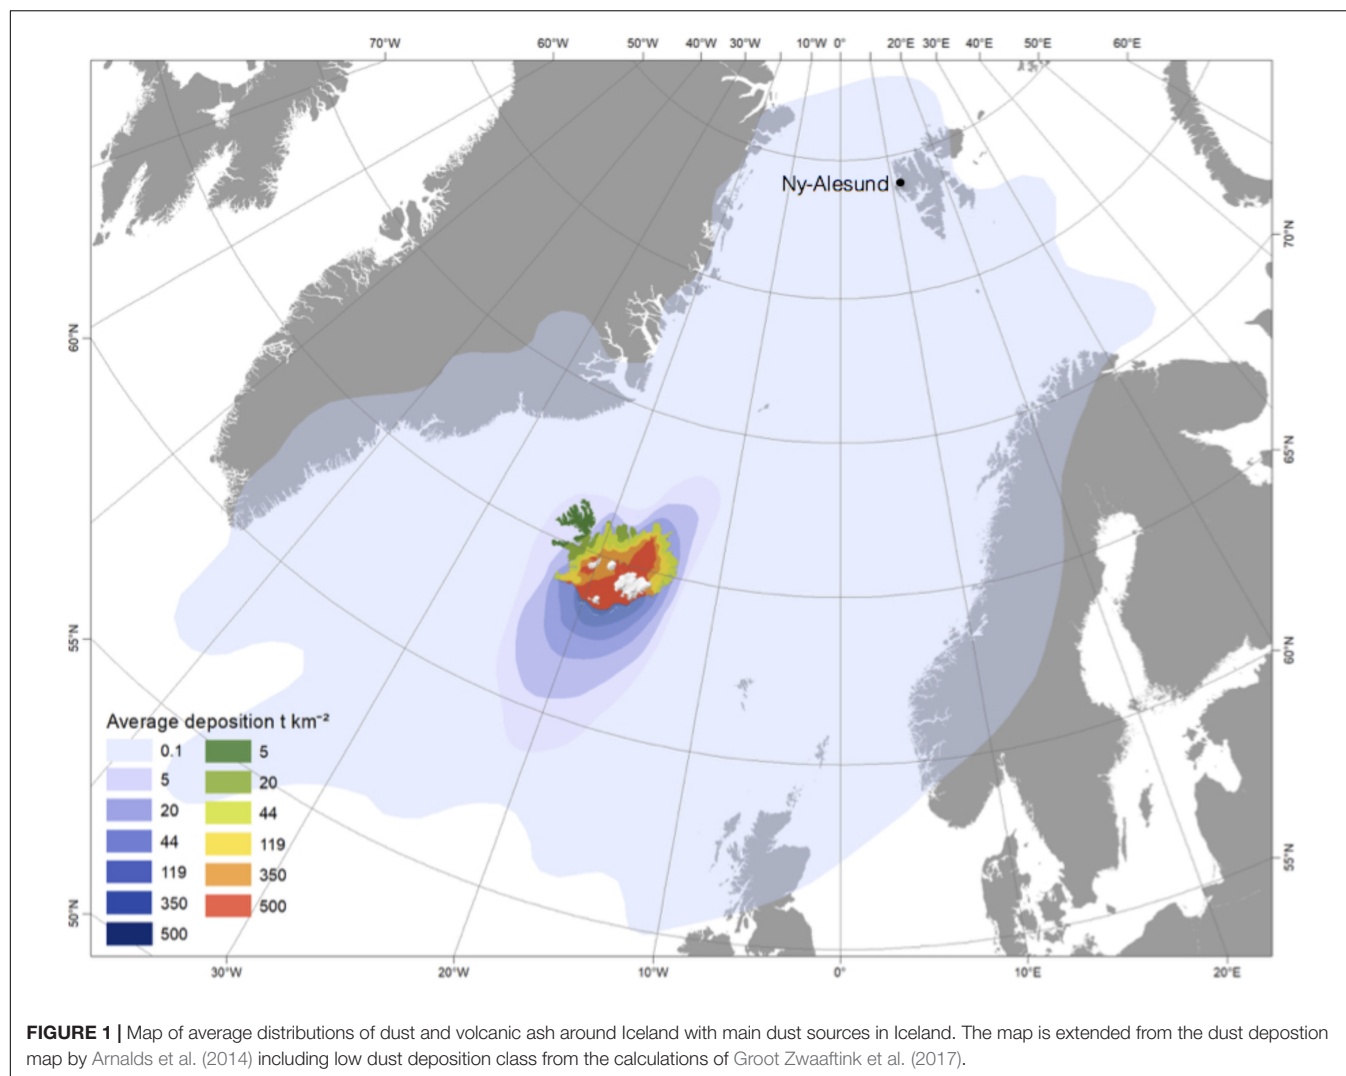 70°W 60°W 50°W 40°W 30°W 10°W 0° 20°E 30°E 40°E 50°E 60°E
Ny-Alesund
70°N
60°N
65°N
55°N
60°N
Average deposition t km⁻²
0.1 5
5 20
20 44
44 119
119 350
350 500
500
55°N
50°N
30°W 20°W 10°W 0° 10°E 20°E
FIGURE 1 | Map of average distributions of dust and volcanic ash around Iceland with main dust sources in Iceland. The map is extended from the dust depostion
map by Arnalds et al. (2014) including low dust deposition class from the calculations of Groot Zwaaftink et al. (2017).